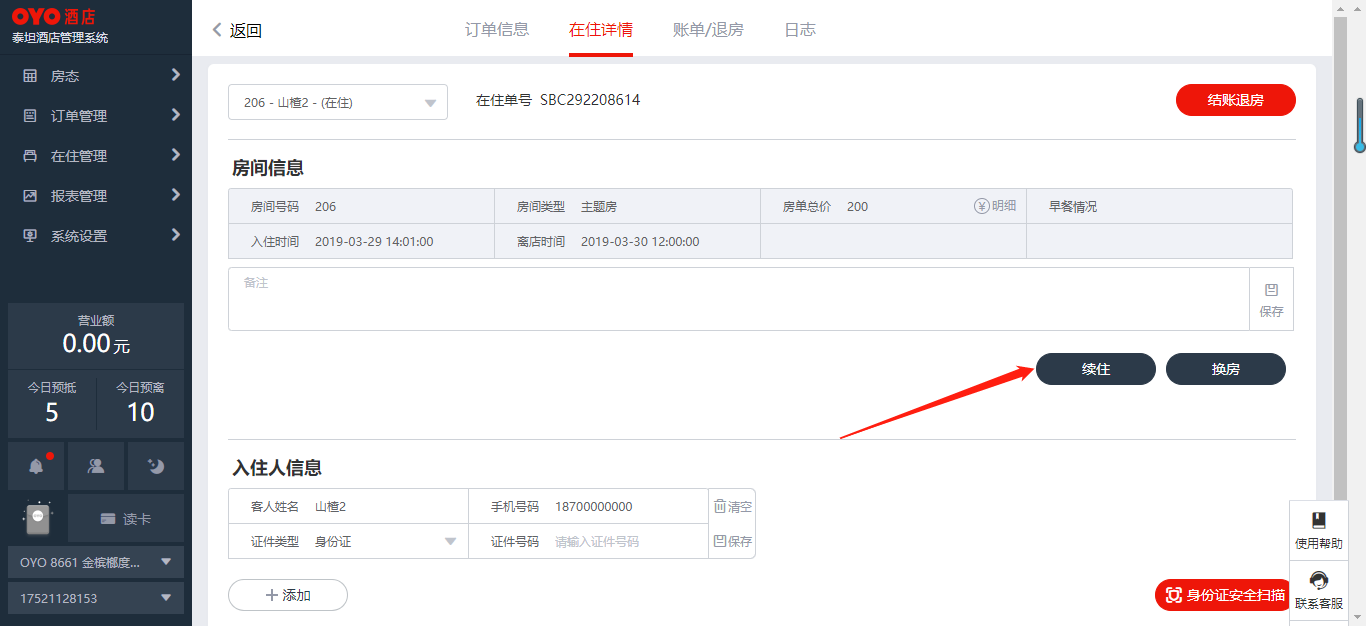 OYO 酒店
泰坦酒店管理系统
房态
订单管理
在住管理
报表管理
系统设置
营业额
0.00元
今日预抵 今日预离
5 10
读卡
OYO 8661 金槟榔度...
17521128153
返回 订单信息 在住详情 账单/退房 日志
206 - 山楂2 - (在住) 在住单号 SBC292208614 结账退房
房间信息
房间号码 206 房间类型 主题房 房单总价 200 明细 早餐情况
入住时间 2019-03-29 14:01:00 离店时间 2019-03-30 12:00:00
备注
保存
续住 换房
入住人信息
客人姓名 山楂2 手机号码 18700000000 清空
证件类型 身份证 证件号码 请输入证件号码 保存
添加
身份证安全扫描
使用帮助
联系客服